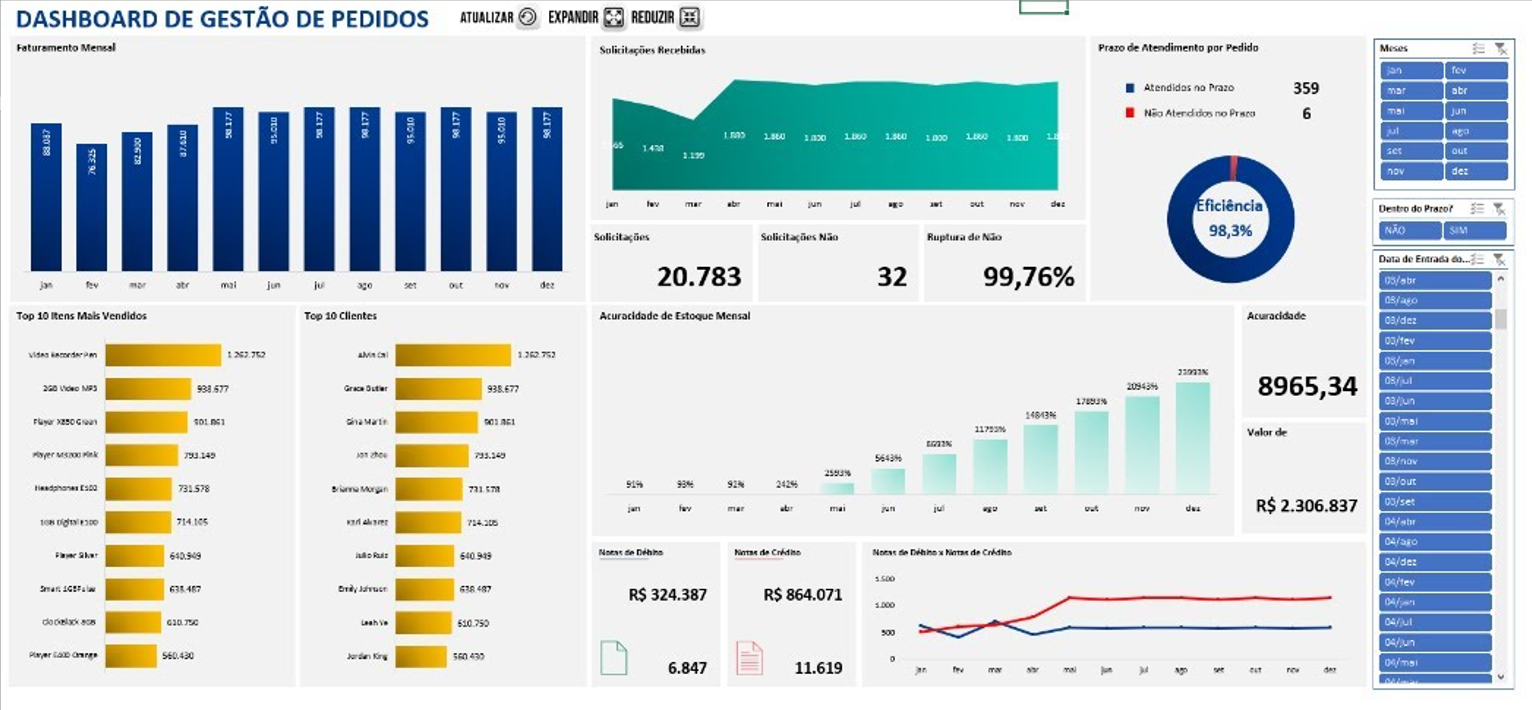 DASHBOARD DE GESTÃO DE PEDIDOS
ATUALIZAR EXPANDIR REDUZIR
Faturamento Mensal
88.087 76.325 82.900 87.610 98.177 95.010 98.177 98.177 95.010 98.177 95.010 98.177
jan fev mar abr mai jun jul ago set out nov dez
Solicitações Recebidas
1.438 1.199 1.860 1.800 1.860 1.860 1.800 1.860 1.800
jan fev mar abr mai jun jul ago set out nov dez
Solicitações
20.783
Solicitações Não
32
Ruptura de Não
99,76%
Prazo de Atendimento por Pedido
Atendidos no Prazo 359
Não Atendidos no Prazo 6
Eficiência
98,3%
Meses
jan fev
mar abr
mai jun
jul ago
set out
nov dez
Dentro do Prazo?
NÃO SIM
Data de Entrada do...
03/abr
03/ago
03/dez
03/fev
03/jan
03/jul
03/jun
03/mai
03/mar
03/nov
03/out
03/set
04/abr
04/ago
04/dez
04/fev
04/jan
04/jul
04/jun
04/mai
04/mar
Top 10 Itens Mais Vendidos
Video Recorder Pen 1.262.752
2GB Video MP3 938.677
Player X850 Green 901.861
Player M3200 Pink 793.149
Headphones E102 731.578
1GB Digital E100 714.105
Player Silver 640.949
Smart 1GBPulse 638.487
ClockBlack 8GB 610.750
Player E400 Orange 560.430
Top 10 Clientes
Alvin Cai 1.262.752
Grace Butler 938.677
Gina Martin 901.861
Jon Zhou 793.149
Brianna Morgan 731.578
Karl Alvarez 714.105
Julio Ruiz 640.949
Emily Johnson 638.487
Leah Ye 610.750
Jordan King 560.430
Acuracidade de Estoque Mensal
91% 93% 92% 242% 2593% 5643% 8693% 11793% 14843% 17893% 20943% 23993%
jan fev mar abr mai jun jul ago set out nov dez
Acuracidade
8965,34
Valor de
R$ 2.306.837
Notas de Débito
R$ 324.387
6.847
Notas de Crédito
R$ 864.071
11.619
Notas de Débito x Notas de Crédito
1.500
1.000
500
0
jan fev mar abr mai jun jul ago set out nov dez